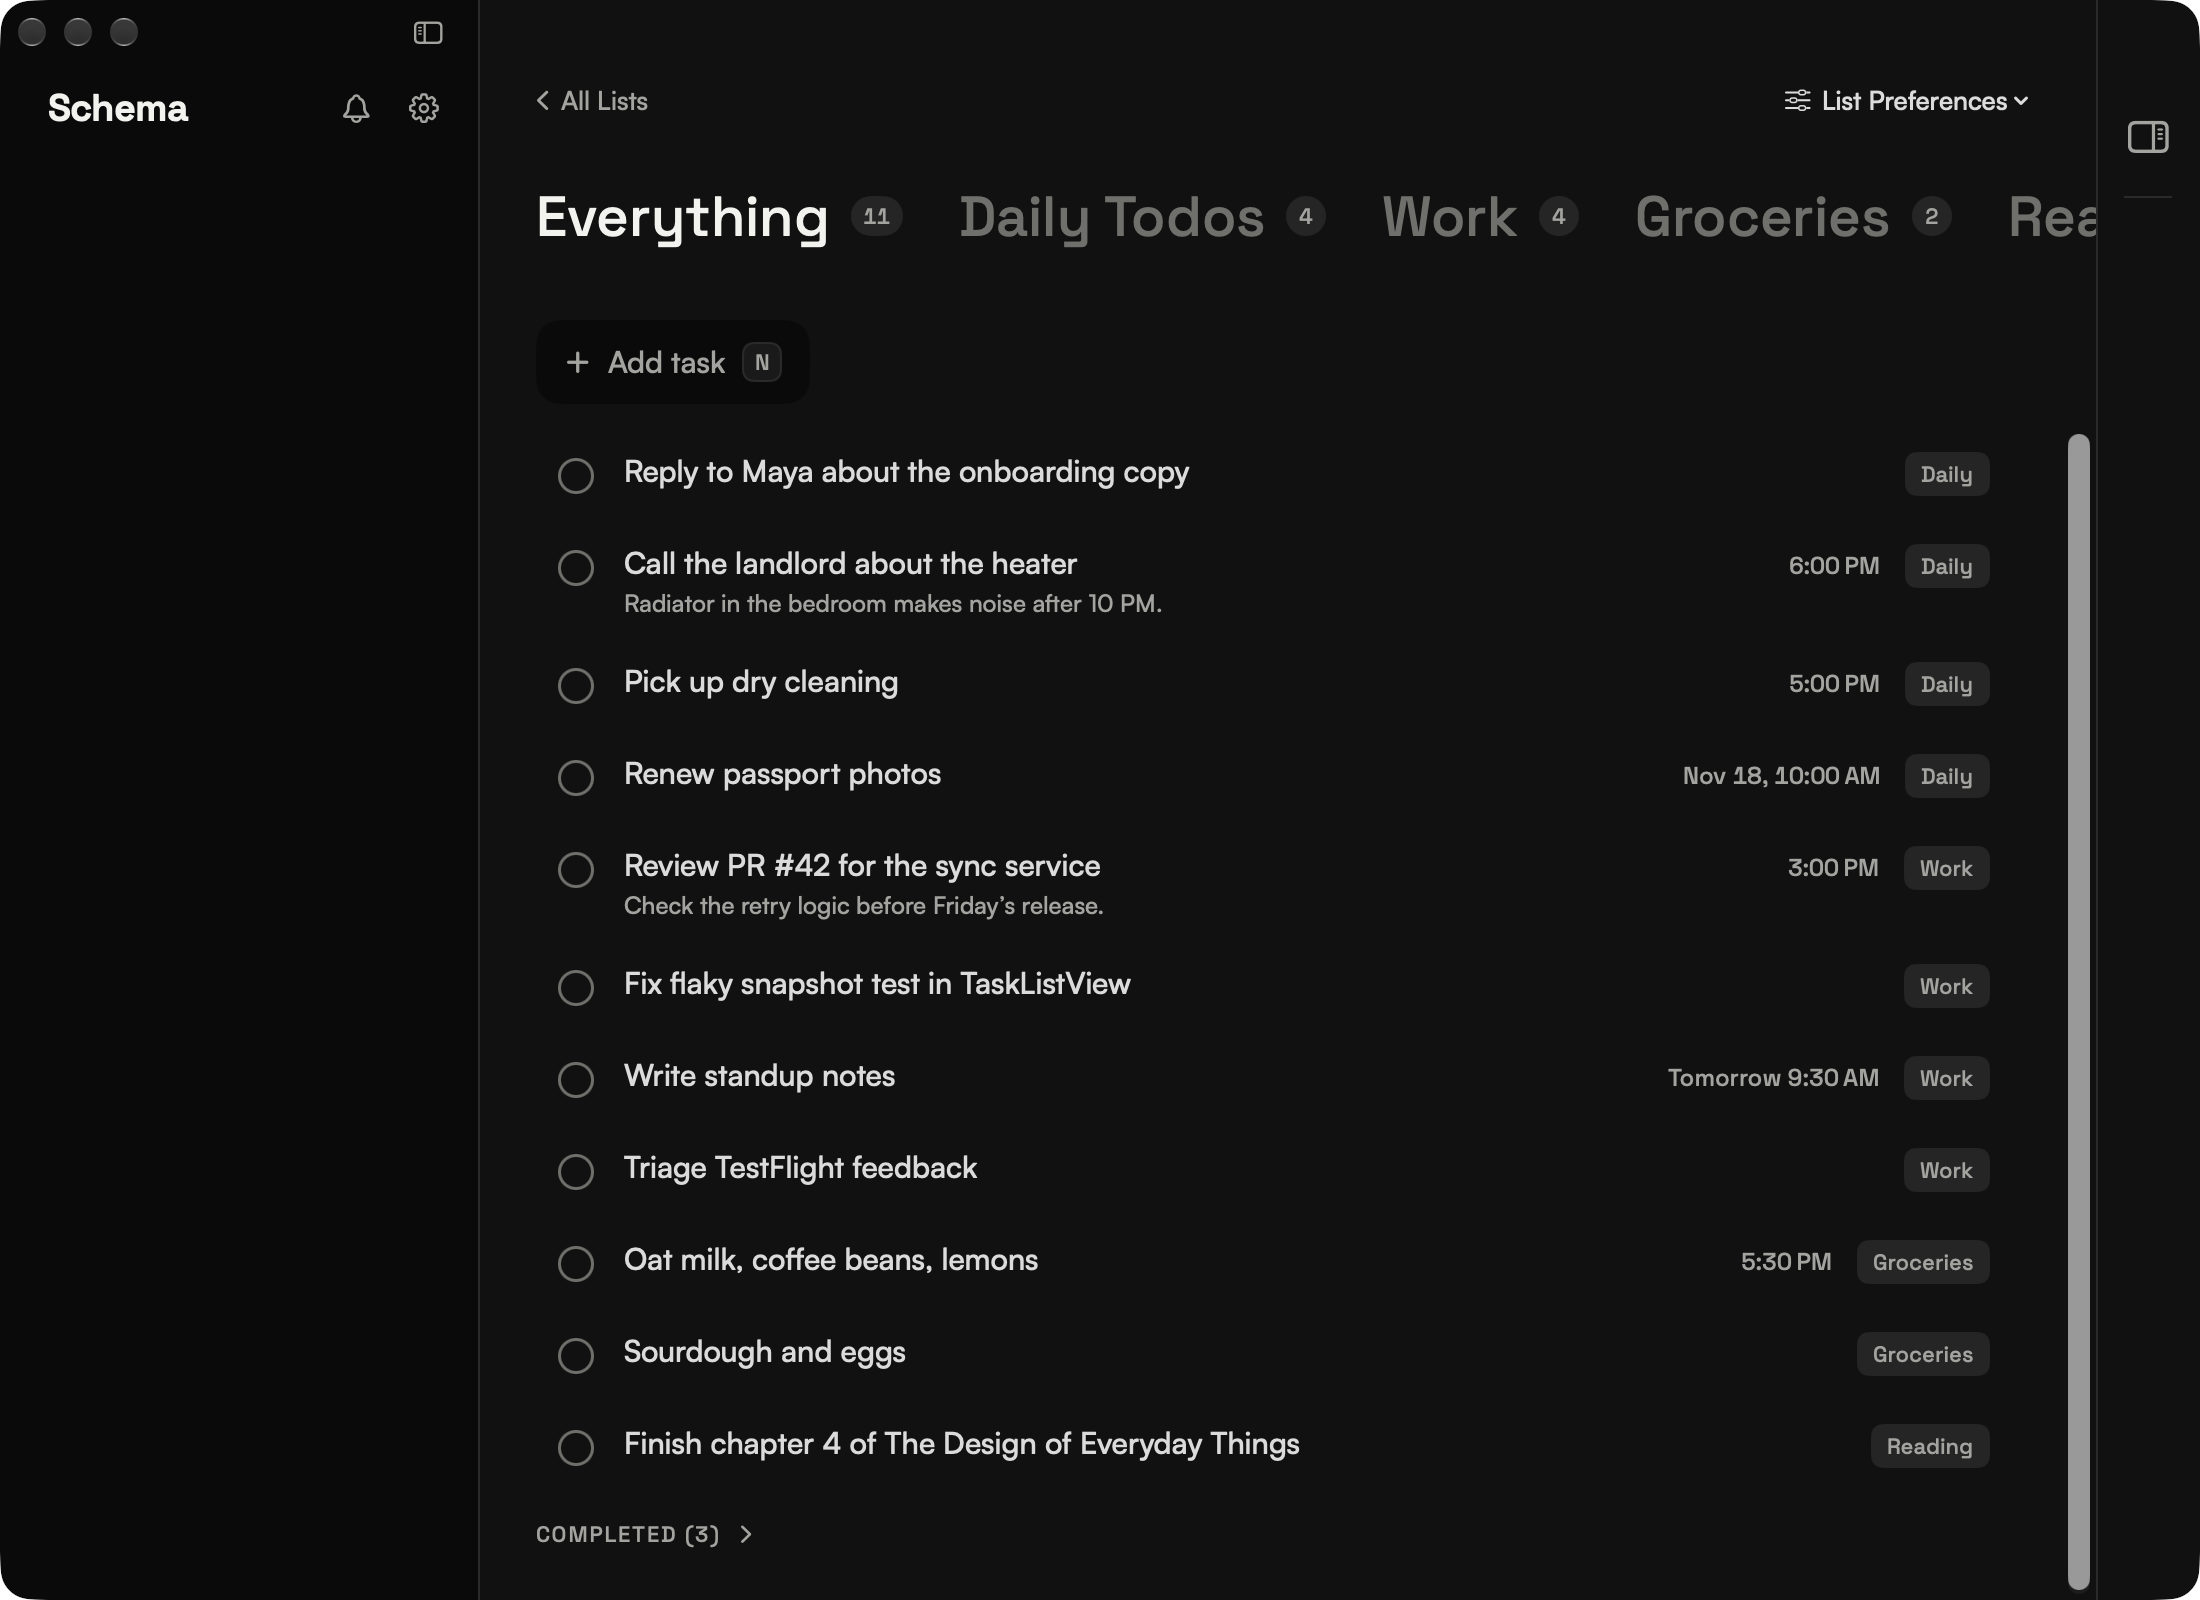 Schema
All Lists
List Preferences
Everything 11 Daily Todos 4 Work 4 Groceries 2 Rea
+ Add task N
Reply to Maya about the onboarding copy Daily
Call the landlord about the heater 6:00 PM Daily
Radiator in the bedroom makes noise after 10 PM.
Pick up dry cleaning 5:00 PM Daily
Renew passport photos Nov 18, 10:00 AM Daily
Review PR #42 for the sync service 3:00 PM Work
Check the retry logic before Friday’s release.
Fix flaky snapshot test in TaskListView Work
Write standup notes Tomorrow 9:30 AM Work
Triage TestFlight feedback Work
Oat milk, coffee beans, lemons 5:30 PM Groceries
Sourdough and eggs Groceries
Finish chapter 4 of The Design of Everyday Things Reading
COMPLETED (3)